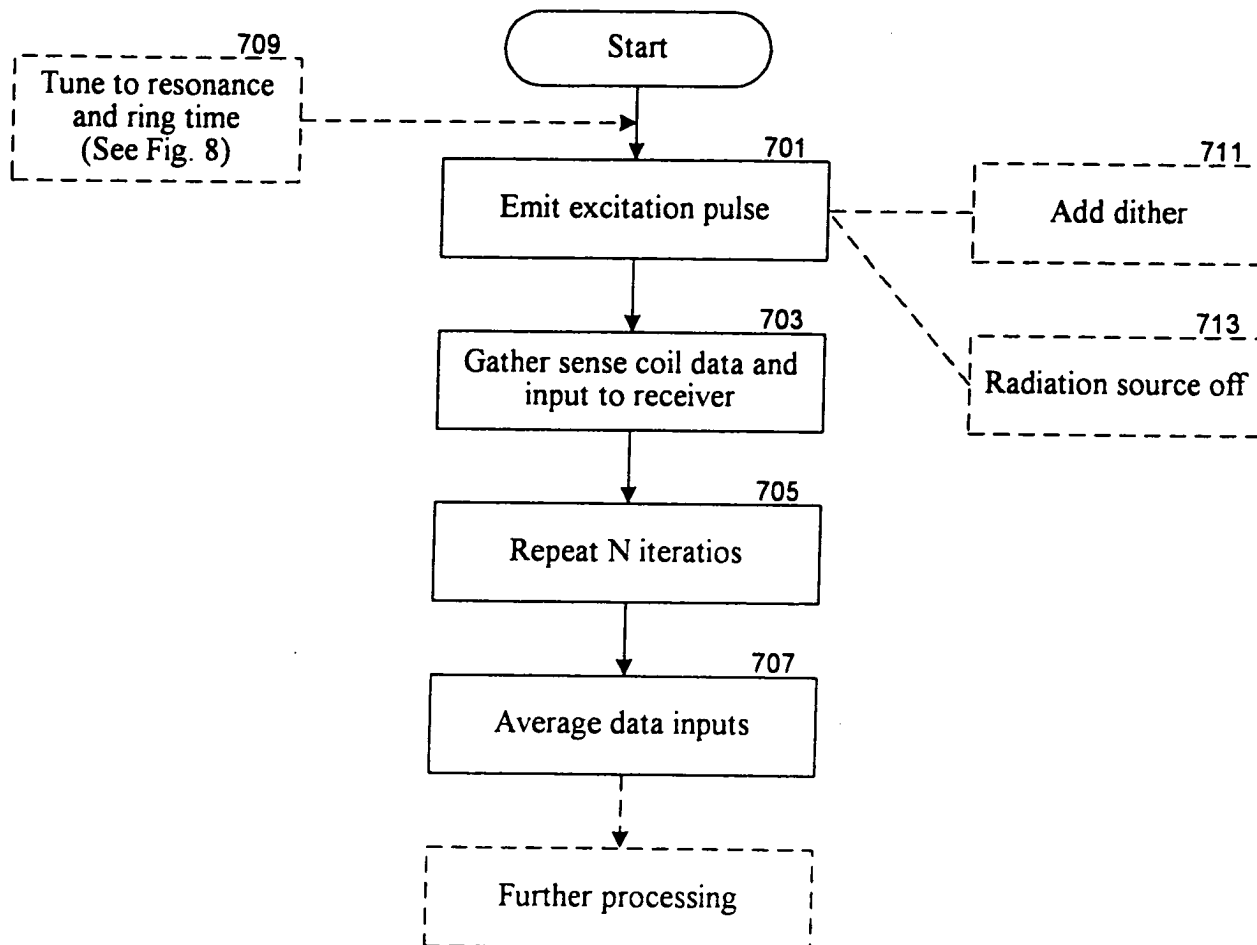 Start
709
Tune to resonance
and ring time
(See Fig. 8)
701
Emit excitation pulse
711
Add dither
703
Gather sense coil data and
input to receiver
713
Radiation source off
705
Repeat N iteratios
707
Average data inputs
Further processing